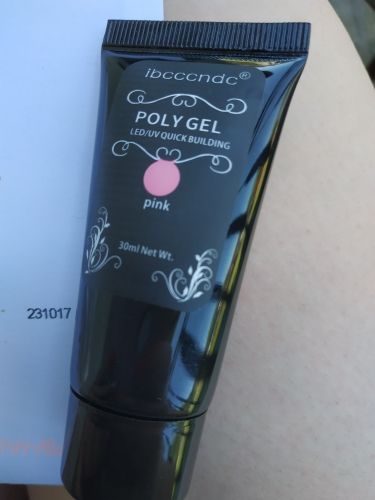 ibcccndc®
POLY GEL
LED/UV QUICK BUILDING
pink
30ml Net Wt.
231017